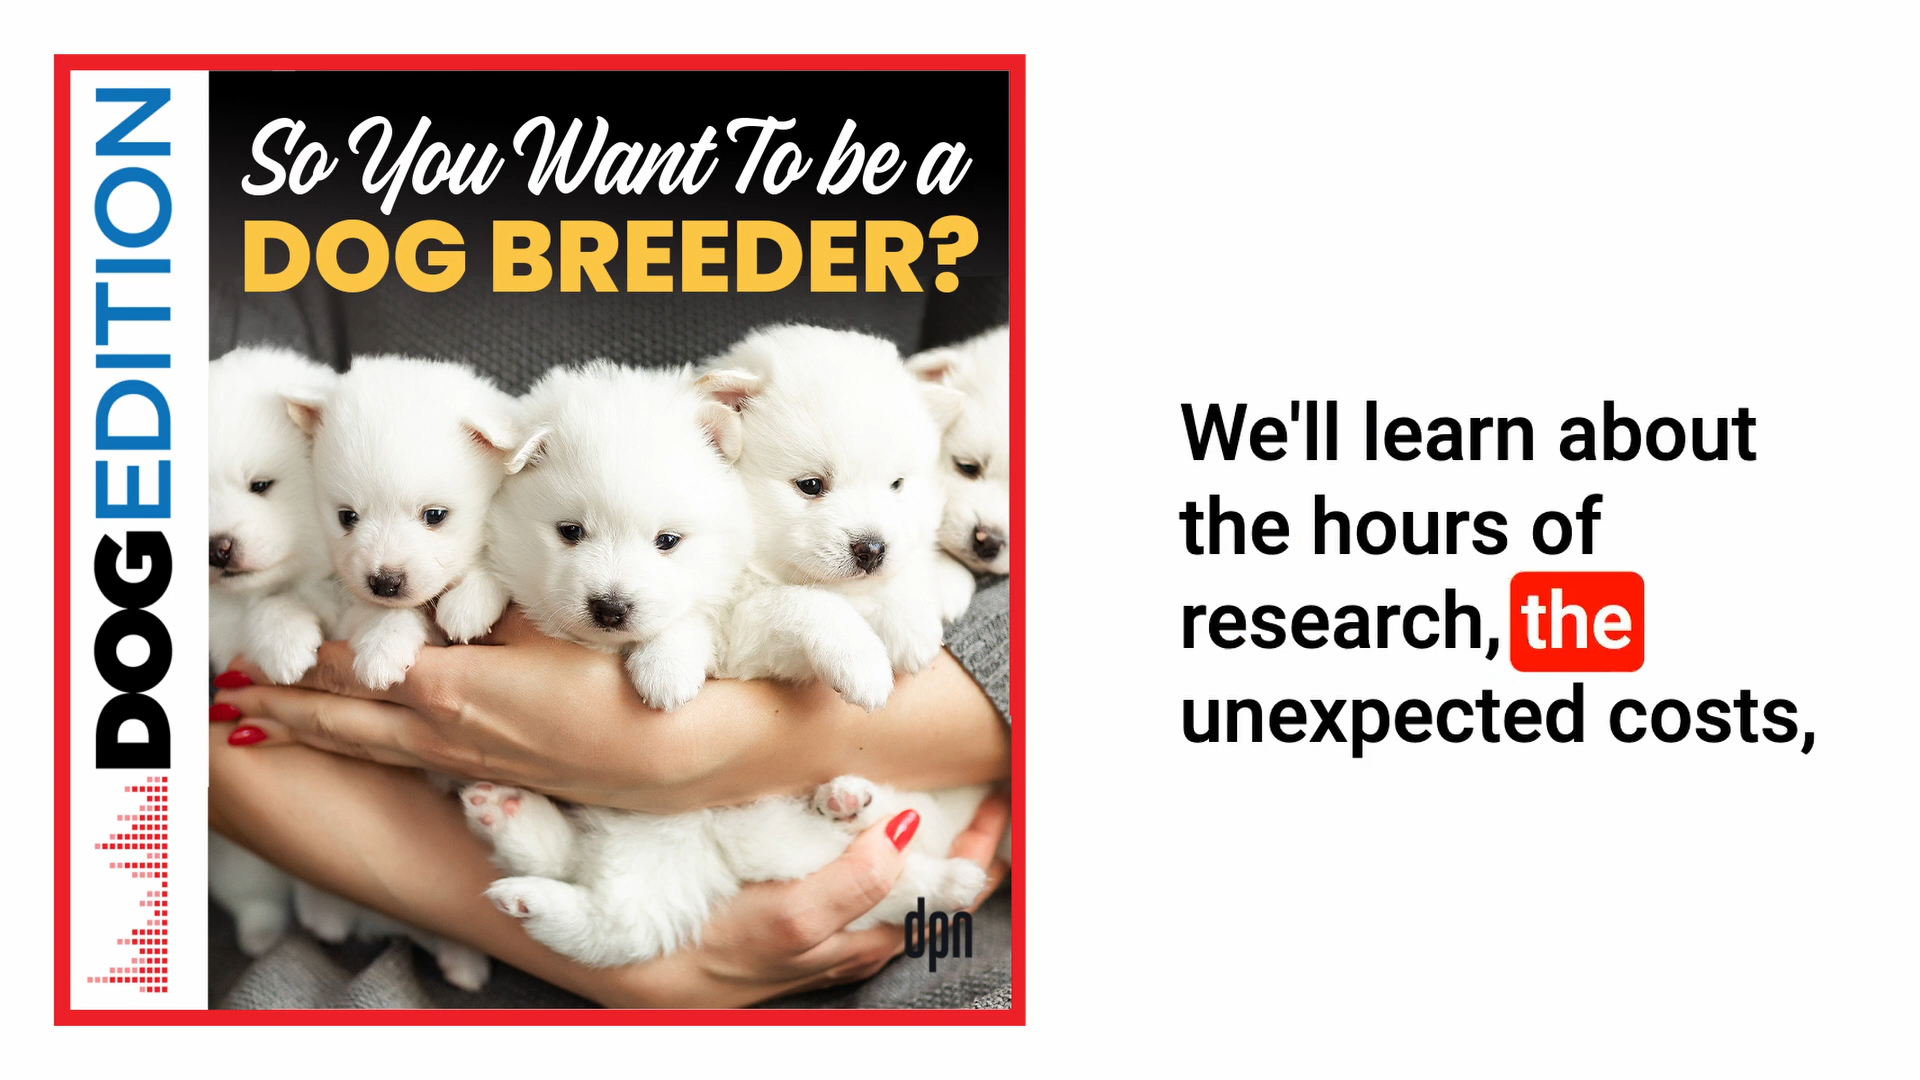 DOGEDITION
So You Want To be a
DOG BREEDER?
dpn
We'll learn about
the hours of
research, the
unexpected costs,